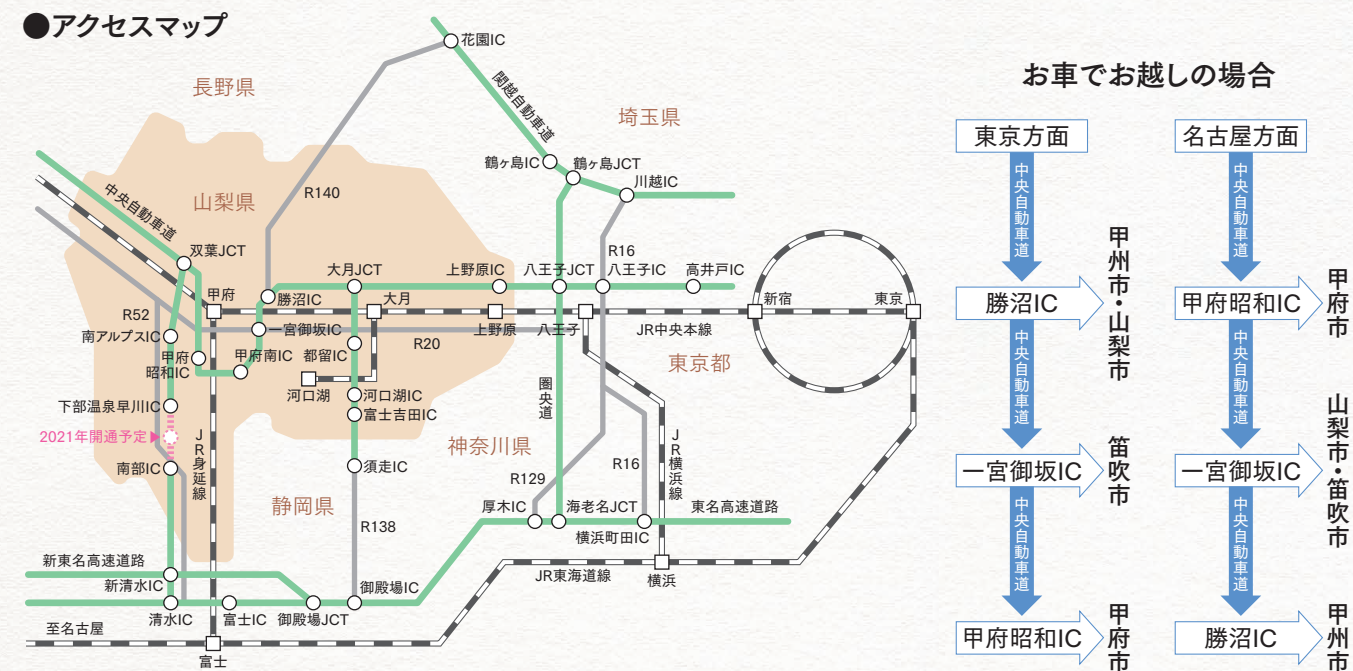 ●アクセスマップ
花園IC
関越自動車道
長野県
埼玉県
鶴ヶ島IC
鶴ヶ島JCT
川越IC
中央自動車道
山梨県
R140
R16
双葉JCT
大月JCT
上野原IC
八王子JCT
八王子IC
高井戸IC
甲府
勝沼IC
大月
新宿
東京
R52
南アルプスIC
一宮御坂IC
上野原
八王子
JR中央本線
甲府
昭和IC
甲府南IC
都留IC
R20
東京都
河口湖
河口湖IC
圏央道
下部温泉早川IC
富士吉田IC
2021年開通予定▶
JR身延線
神奈川県
JR横浜線
南部IC
須走IC
R16
R129
静岡県
厚木IC
海老名JCT
東名高速道路
R138
横浜町田IC
新東名高速道路
新清水IC
御殿場IC
JR東海道線
横浜
清水IC
富士IC
御殿場JCT
至名古屋
富士
お車でお越しの場合
東京方面
中央自動車道
勝沼IC
甲州市・山梨市
中央自動車道
一宮御坂IC
笛吹市
中央自動車道
甲府昭和IC
甲府市
名古屋方面
中央自動車道
甲府昭和IC
甲府市
中央自動車道
一宮御坂IC
山梨市・笛吹市
中央自動車道
勝沼IC
甲州市